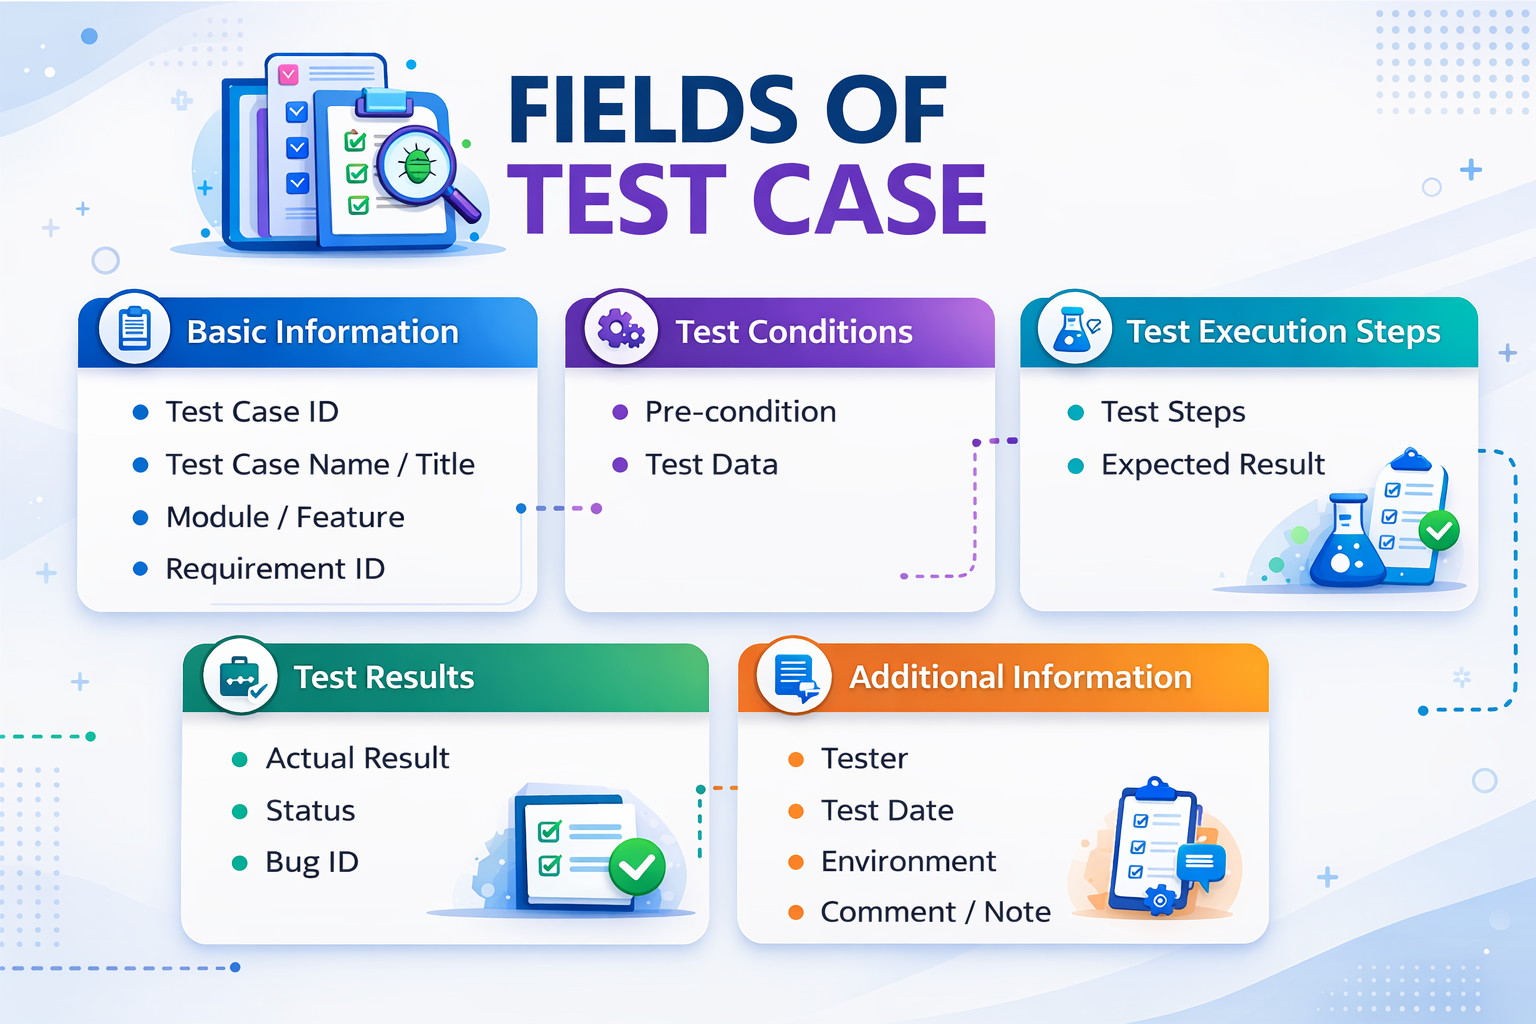 FIELDS OF
TEST CASE
Basic Information
Test Case ID
Test Case Name / Title
Module / Feature
Requirement ID
Test Conditions
Pre-condition
Test Data
Test Execution Steps
Test Steps
Expected Result
Test Results
Actual Result
Status
Bug ID
Additional Information
Tester
Test Date
Environment
Comment / Note